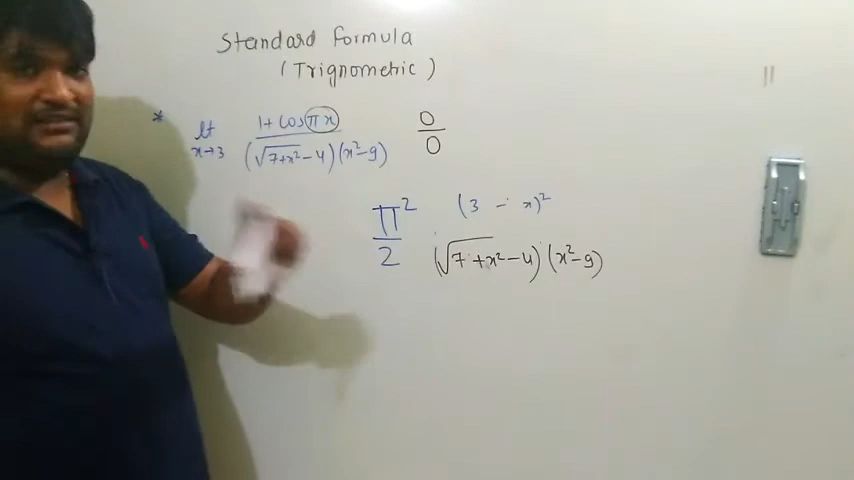 Standard Formula
(Trignometric)
* lt x→3 1+cos(πx) / (√7+x² -4)(x²-9) 0/0
π²/2 (3 - x)² / (√7+x² -4)(x²-9)